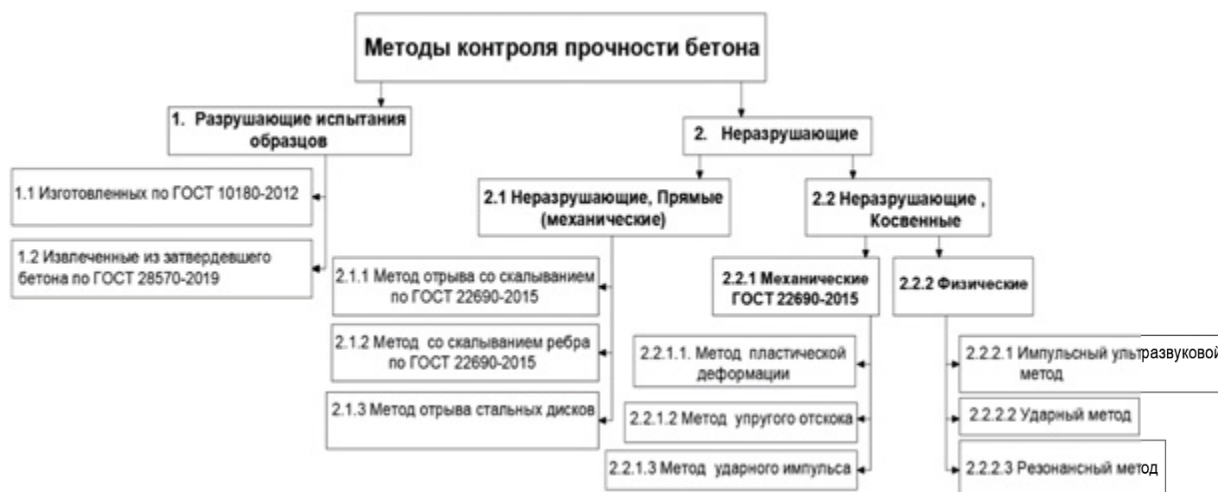 Методы контроля прочности бетона
1. Разрушающие испытания
образцов
2. Неразрушающие
1.1 Изготовленных по ГОСТ 10180-2012
1.2 Извлеченные из затвердевшего
бетона по ГОСТ 28570-2019
2.1 Неразрушающие, Прямые
(механические)
2.2 Неразрушающие ,
Косвенные
2.1.1 Метод отрыва со скалыванием
по ГОСТ 22690-2015
2.1.2 Метод со скалыванием ребра
по ГОСТ 22690-2015
2.1.3 Метод отрыва стальных дисков
2.2.1 Механические
ГОСТ 22690-2015
2.2.2 Физические
2.2.1.1. Метод пластической
деформации
2.2.1.2 Метод упругого отскока
2.2.1.3 Метод ударного импульса
2.2.2.1 Импульсный ультразвуковой
метод
2.2.2.2 Ударный метод
2.2.2.3 Резонансный метод